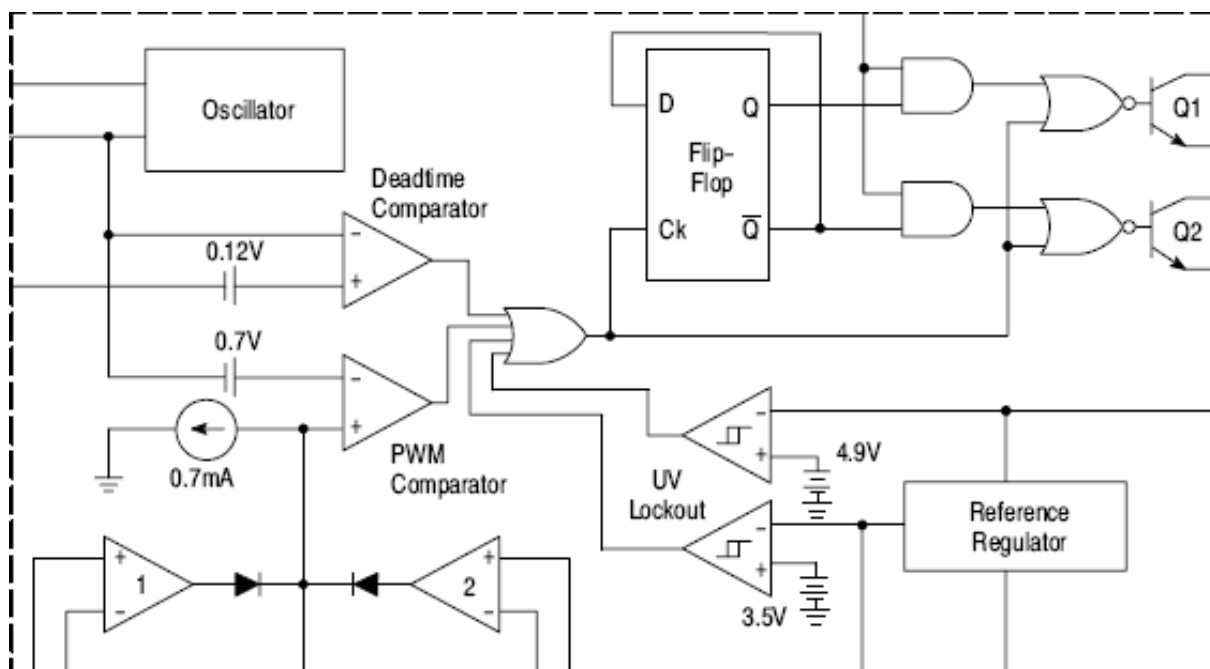 Oscillator
Deadtime
Comparator
0.12V
-
+
0.7V
-
+
0.7mA
PWM
Comparator
D
Q
Flip–
Flop
Ck
Q̅
Q1
Q2
-
+
4.9V
UV
Lockout
-
+
3.5V
Reference
Regulator
+
1
-
+
2
-